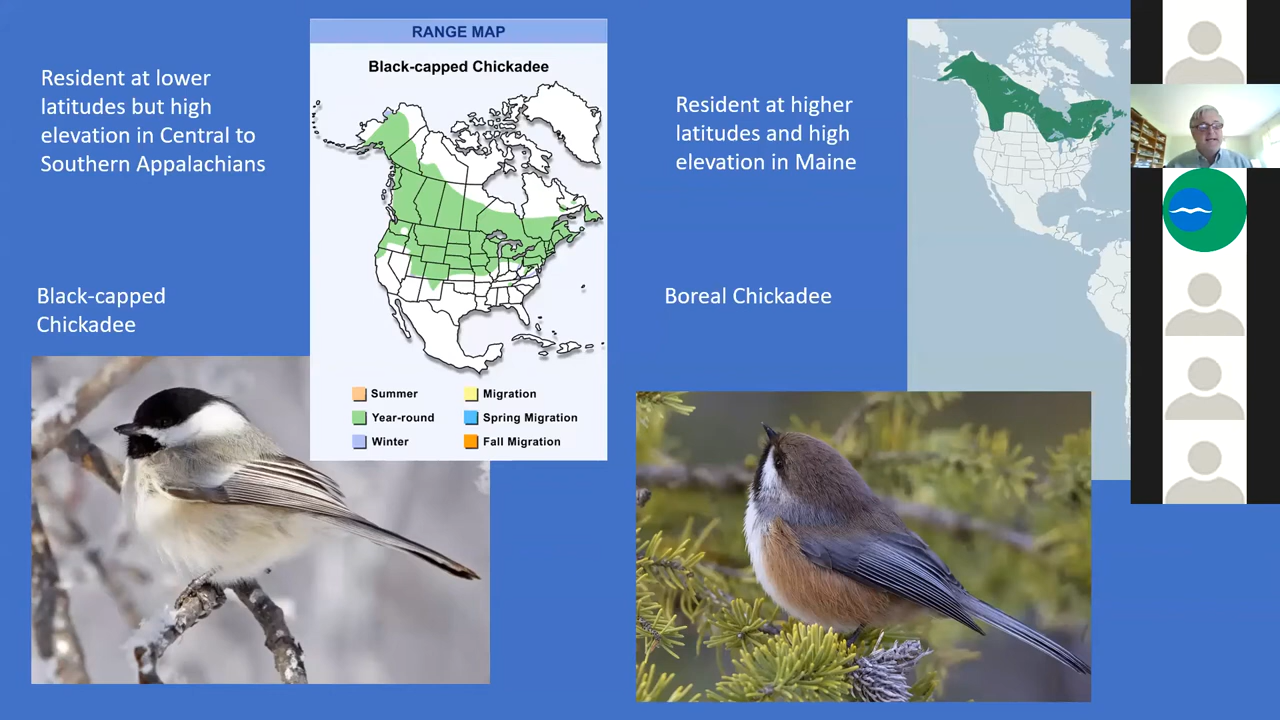 Resident at lower
latitudes but high
elevation in Central to
Southern Appalachians
Black-capped
Chickadee
RANGE MAP
Black-capped Chickadee
Summer
Migration
Year-round
Spring Migration
Winter
Fall Migration
Resident at higher
latitudes and high
elevation in Maine
Boreal Chickadee